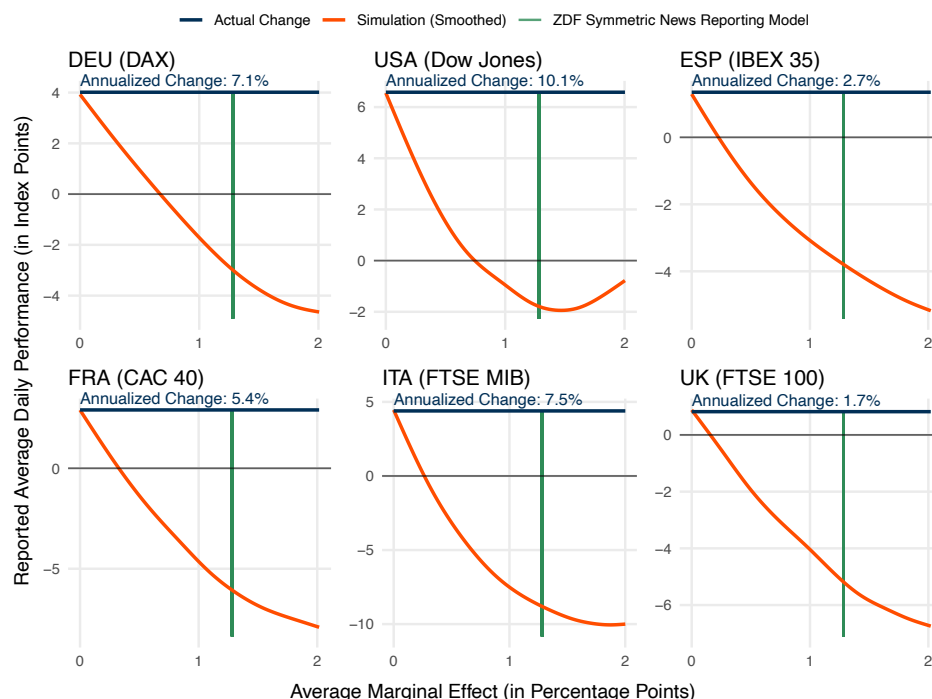 Actual Change Simulation (Smoothed) ZDF Symmetric News Reporting Model
DEU (DAX)
Annualized Change: 7.1%
4
2
0
−2
−4
0 1 2
USA (Dow Jones)
Annualized Change: 10.1%
6
4
2
0
−2
0 1 2
ESP (IBEX 35)
Annualized Change: 2.7%
0
−2
−4
0 1 2
FRA (CAC 40)
Annualized Change: 5.4%
0
−5
0 1 2
ITA (FTSE MIB)
Annualized Change: 7.5%
5
0
−5
−10
0 1 2
UK (FTSE 100)
Annualized Change: 1.7%
0
−2
−4
−6
0 1 2
Reported Average Daily Performance (in Index Points)
Average Marginal Effect (in Percentage Points)